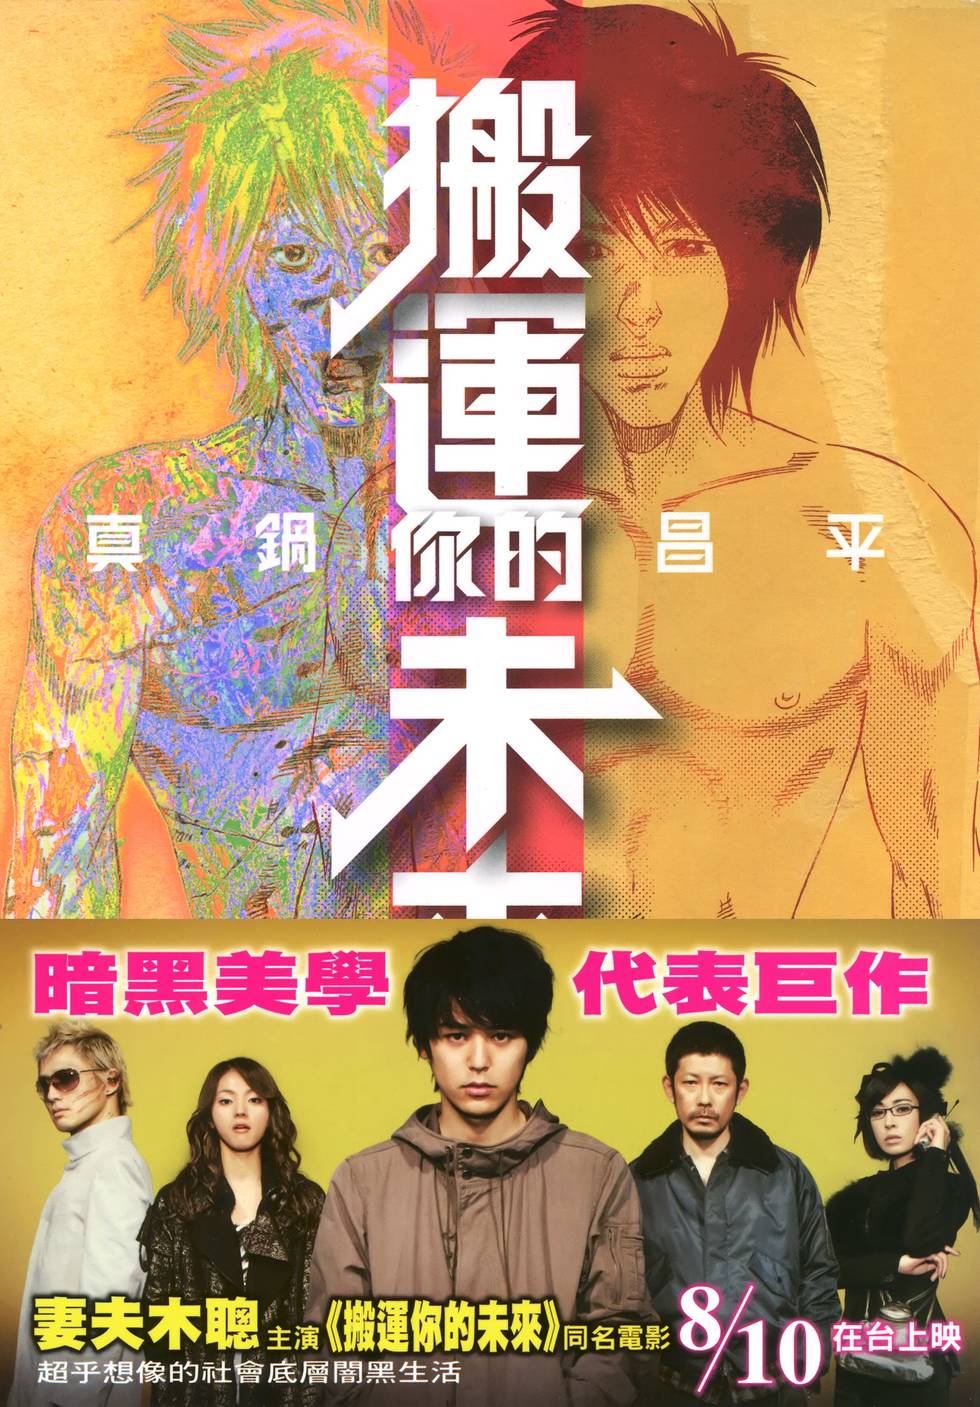 搬運你的未來
真鍋昌平
暗黑美學 代表巨作
妻夫木聰 主演《搬運你的未來》同名電影 8/10 在台上映
超乎想像的社會底層闇黑生活